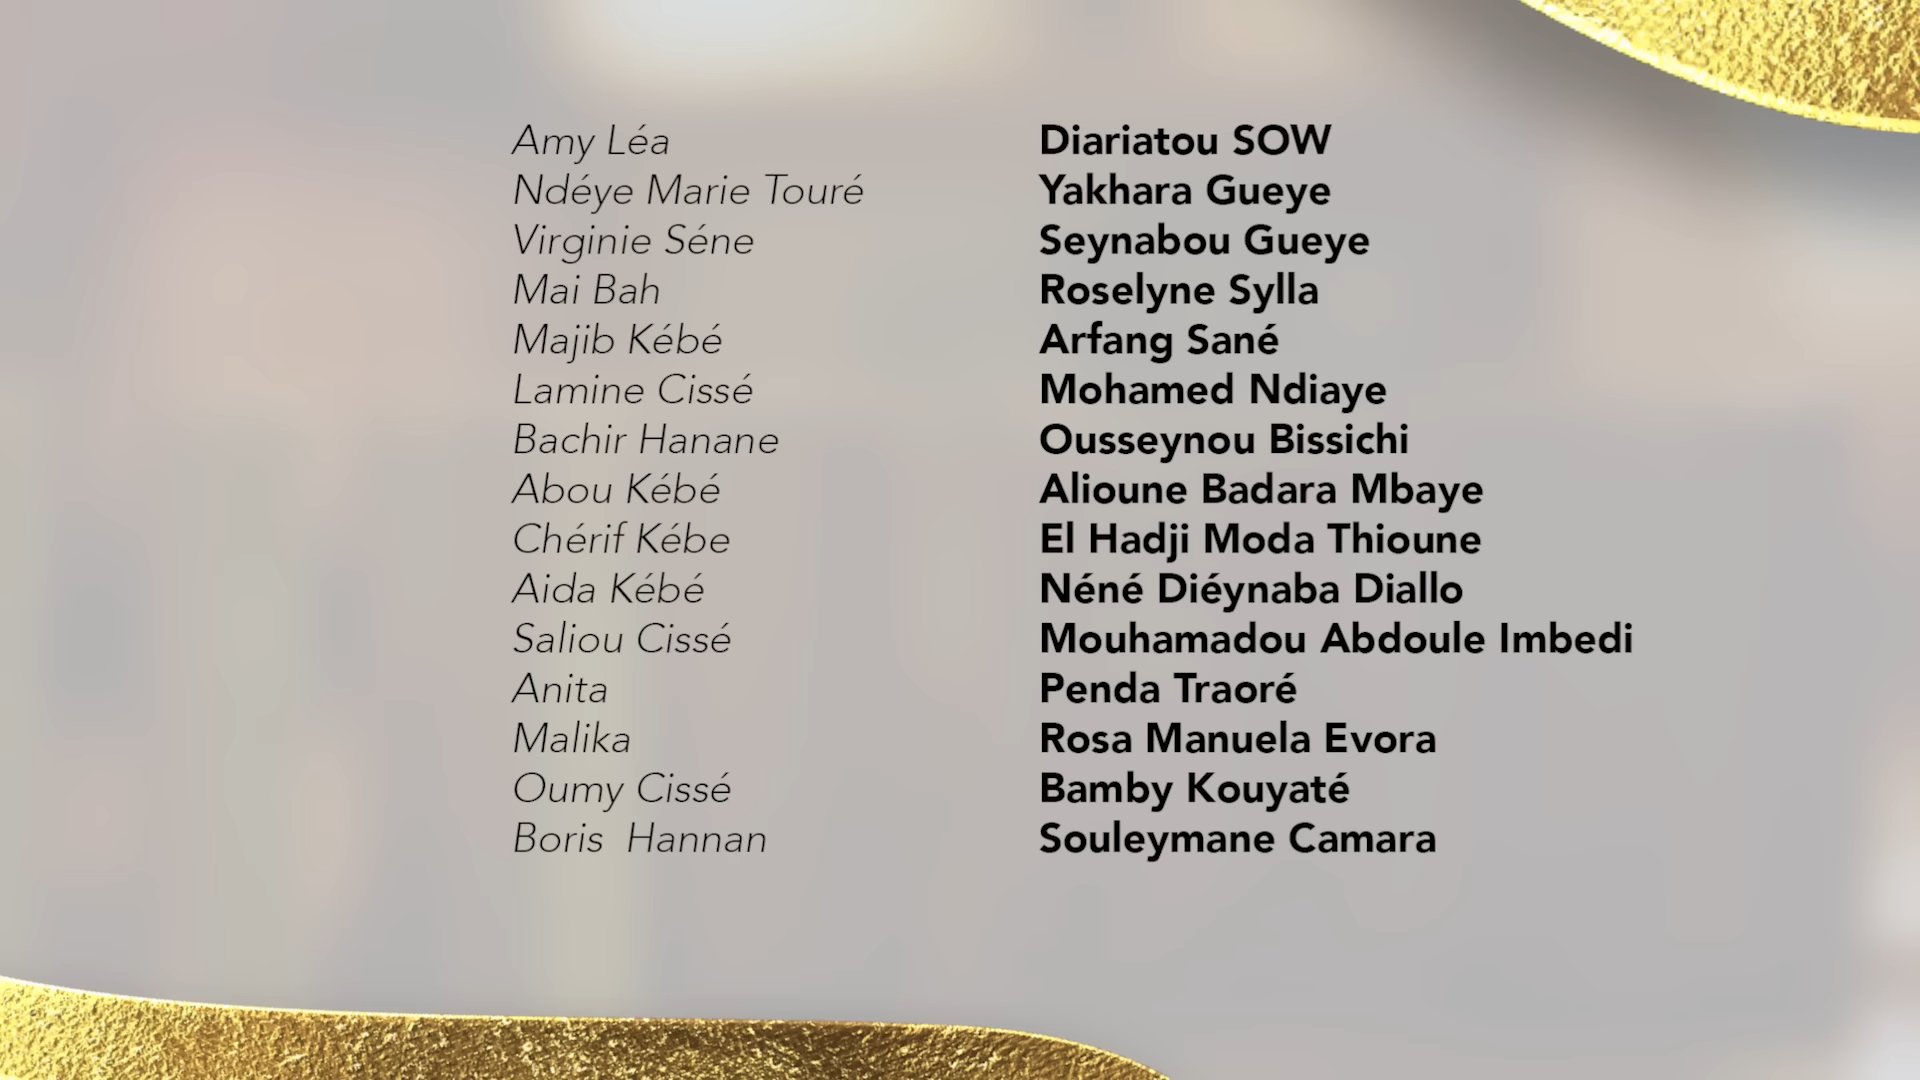 Amy Léa Diariatou SOW
Ndéye Marie Touré Yakhara Gueye
Virginie Séne Seynabou Gueye
Mai Bah Roselyne Sylla
Majib Kébé Arfang Sané
Lamine Cissé Mohamed Ndiaye
Bachir Hanane Ousseynou Bissichi
Abou Kébé Alioune Badara Mbaye
Chérif Kébe El Hadji Moda Thioune
Aida Kébé Néné Diéynaba Diallo
Saliou Cissé Mouhamadou Abdoule Imbedi
Anita Penda Traoré
Malika Rosa Manuela Evora
Oumy Cissé Bamby Kouyaté
Boris Hannan Souleymane Camara